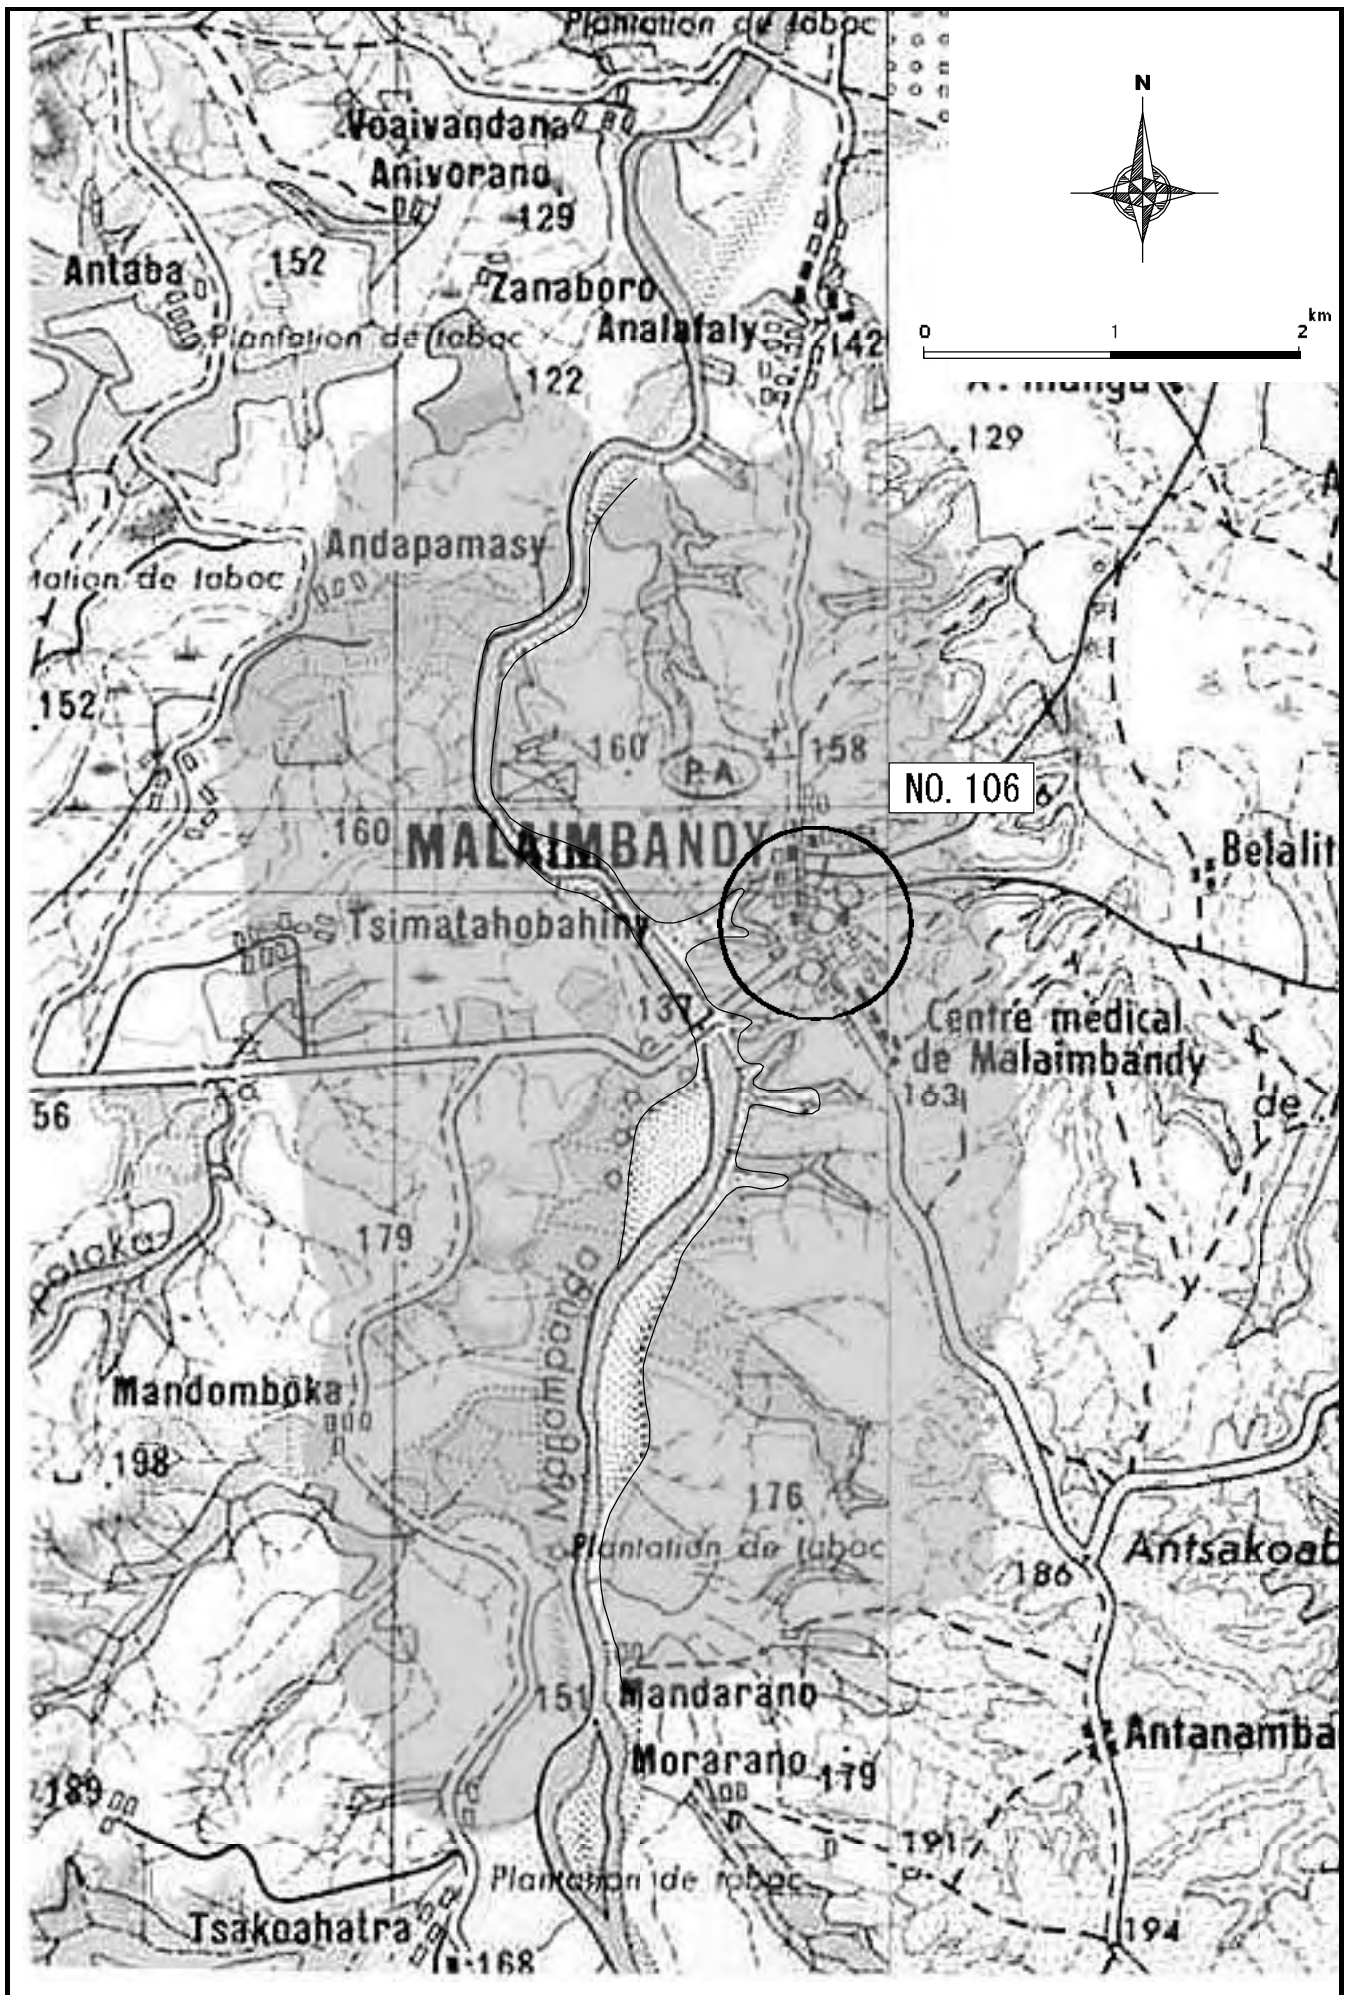 Plantation de tabac
N
Voaivandana
Anivorano
129
Antaba
152
Zanaboro
km
0 1 2
Plantation de tabac
Analafaly
142
122
129
Andapamasy
tation de tabac
152
160
158
P.A
NO. 106
160
MALAIMBANDY
Belalit
Tsimatahobahiny
137
Centre médical
de Malaimbandy
56
163
de
179
Manampanda
Mandomboka
198
176
Plantation de tabac
186
Antsakoab
151
Mandarano
Antanamba
Morarano
179
189
191
Plantation de tabac
Tsakoahatra
194
168